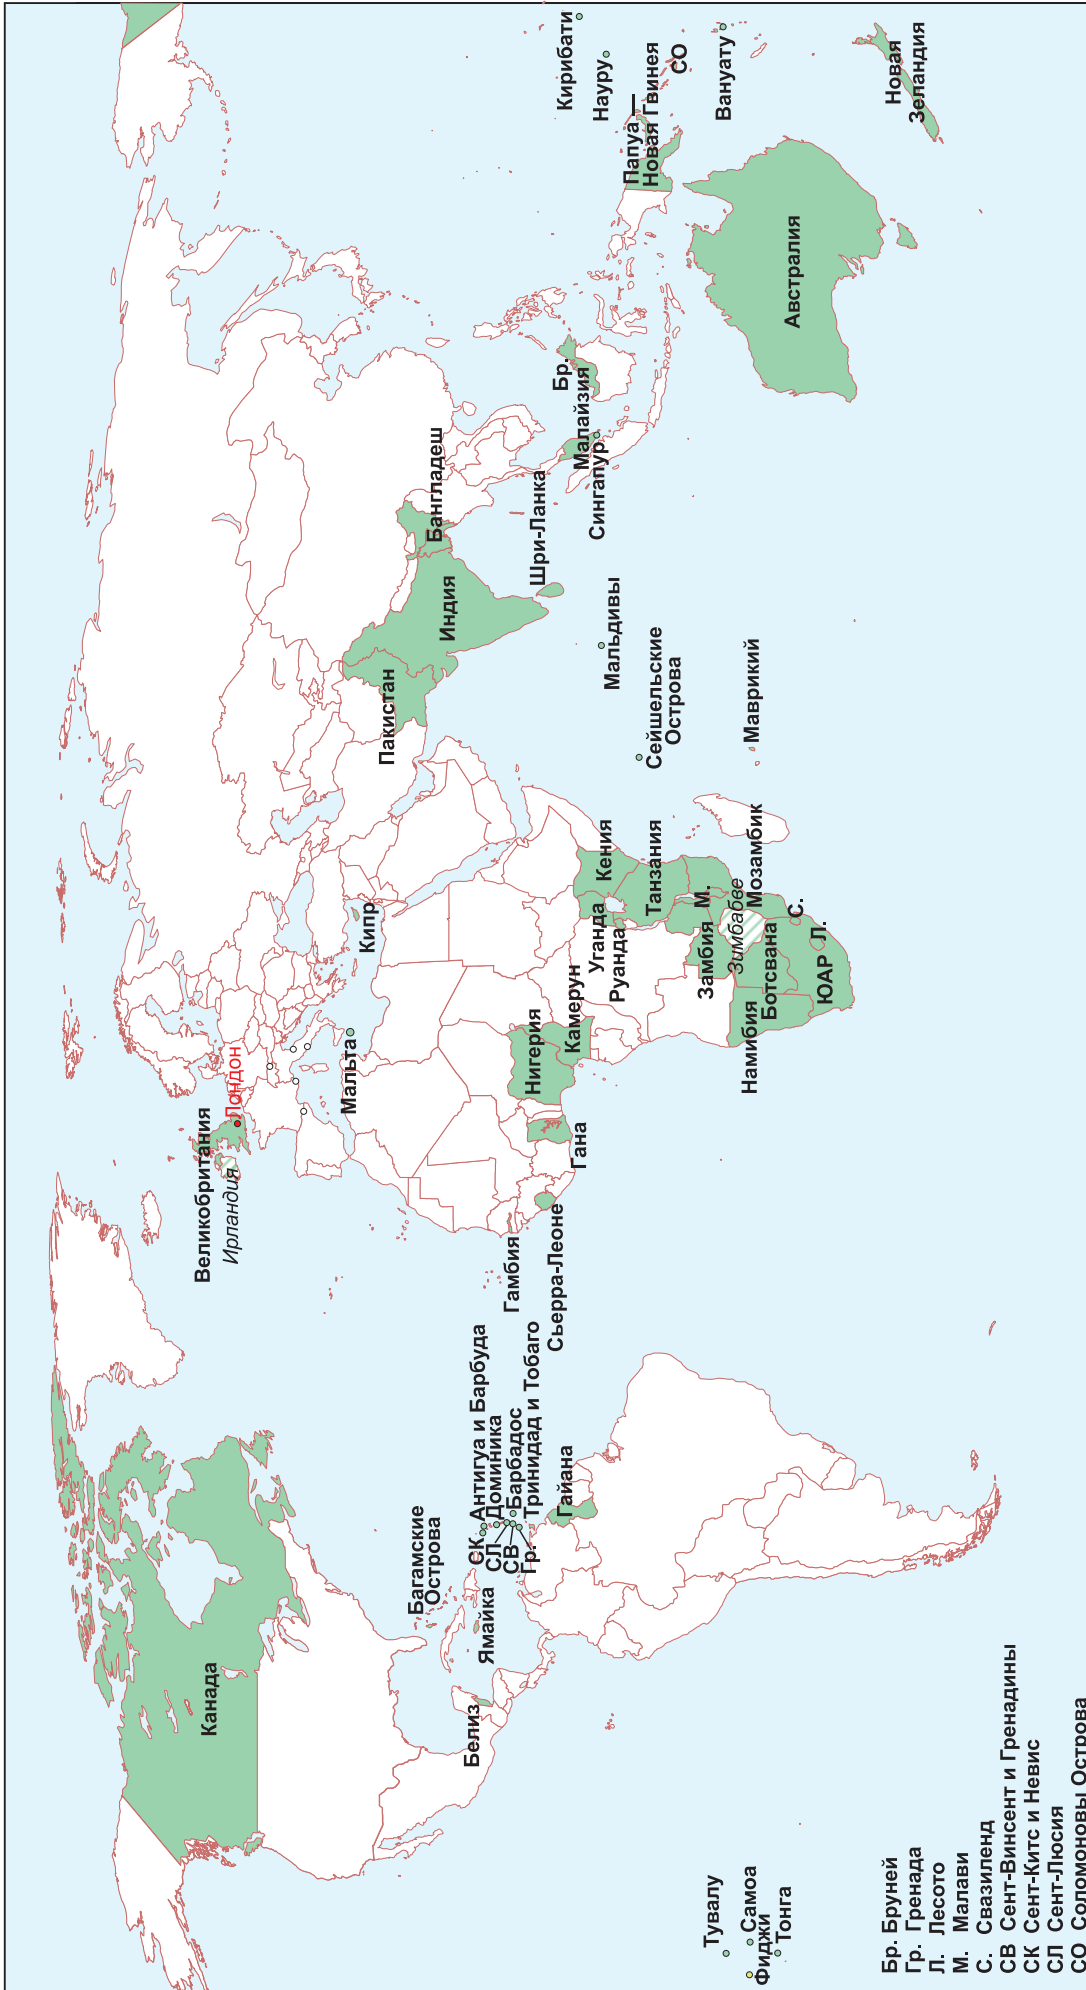 Канада
Белиз
Ямайка
Багамские
Острова
СК
СЛ
СВ
Гр.
Антигуа и Барбуда
Доминика
Барбадос
Тринидад и Тобаго
Гайана
Тувалу
Самоа
Фиджи
Тонга
Великобритания
Ирландия
Лондон
Мальта
Кипр
Гамбия
Сьерра-Леоне
Гана
Нигерия
Камерун
Уганда
Руанда
Кения
Танзания
Замбия
М.
Зимбабве
Мозамбик
Намибия
Ботсвана
С.
ЮАР
Л.
Сейшельские
Острова
Маврикий
Мальдивы
Пакистан
Индия
Бангладеш
Шри-Ланка
Сингапур
Малайзия
Бр.
Австралия
Папуа
Новая Гвинея
СО
Кирибати
Науру
Вануату
Новая
Зеландия
Бр. Бруней
Гр. Гренада
Л. Лесото
М. Малави
С. Свазиленд
СВ Сент-Винсент и Гренадины
СК Сент-Китс и Невис
СЛ Сент-Люсия
СО Соломоновы Острова